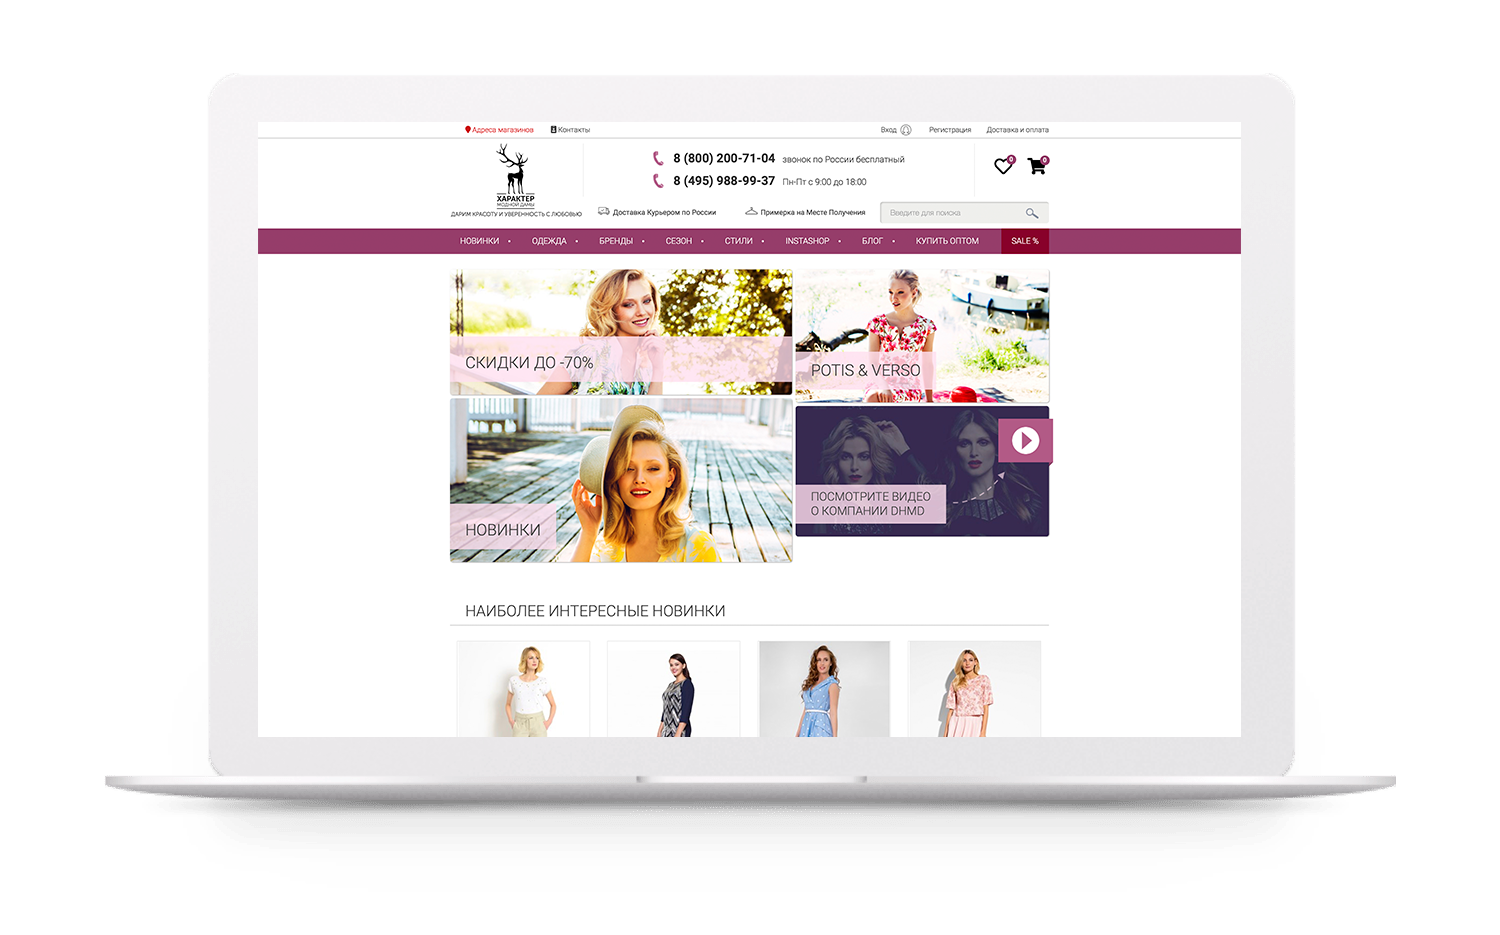 Адреса магазинов
Контакты
Вход
Регистрация
Доставка и оплата
ХАРАКТЕР
МОДНОЙ ДАМЫ
ДАРИМ КРАСОТУ И УВЕРЕННОСТЬ С ЛЮБОВЬЮ
8 (800) 200-71-04 звонок по России бесплатный
8 (495) 988-99-37 Пн-Пт с 9:00 до 18:00
0
0
Доставка Курьером по России
Примерка на Месте Получения
Введите для поиска
НОВИНКИ • ОДЕЖДА • БРЕНДЫ • СЕЗОН • СТИЛИ • INSTASHOP • БЛОГ • КУПИТЬ ОПТОМ SALE %
СКИДКИ ДО -70%
POTIS & VERSO
НОВИНКИ
ПОСМОТРИТЕ ВИДЕО
О КОМПАНИИ DHMD
НАИБОЛЕЕ ИНТЕРЕСНЫЕ НОВИНКИ